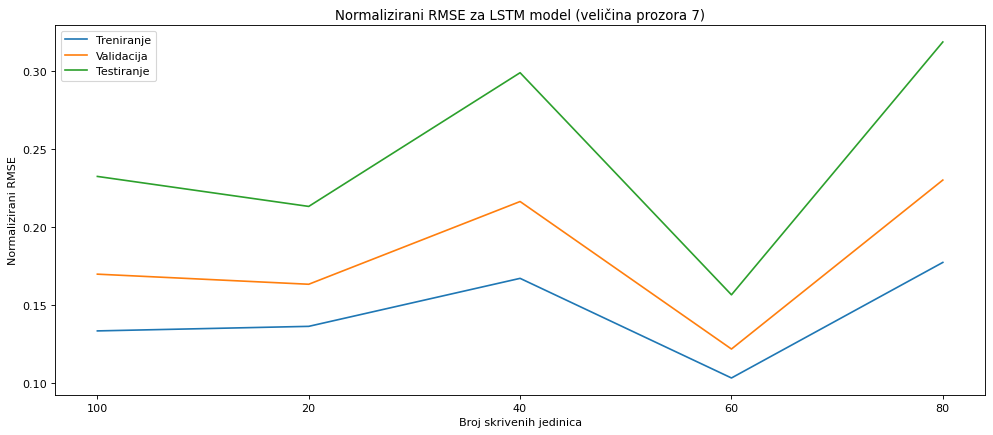 Normalizirani RMSE za LSTM model (veličina prozora 7)
Treniranje
Validacija
Testiranje
Normalizirani RMSE
0.30
0.25
0.20
0.15
0.10
100 20 40 60 80
Broj skrivenih jedinica